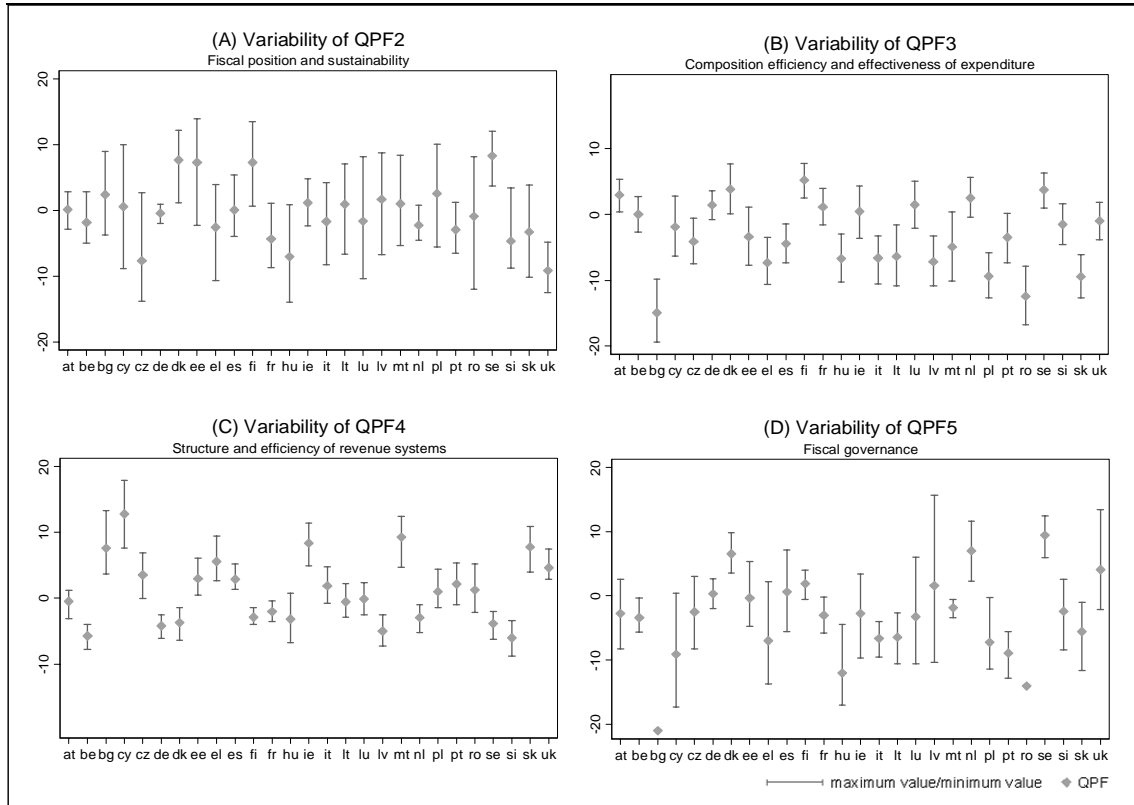 (A) Variability of QPF2
Fiscal position and sustainability
20
10
0
-10
-20
at be bg cy cz de dk ee el es fi fr hu ie it lt lu lv mt nl pl pt ro se si sk uk
(B) Variability of QPF3
Composition efficiency and effectiveness of expenditure
10
0
-10
-20
at be bg cy cz de dk ee el es fi fr hu ie it lt lu lv mt nl pl pt ro se si sk uk
(C) Variability of QPF4
Structure and efficiency of revenue systems
20
10
0
-10
at be bg cy cz de dk ee el es fi fr hu ie it lt lu lv mt nl pl pt ro se si sk uk
(D) Variability of QPF5
Fiscal governance
20
10
0
-10
-20
at be bg cy cz de dk ee el es fi fr hu ie it lt lu lv mt nl pl pt ro se si sk uk
maximum value/minimum value QPF